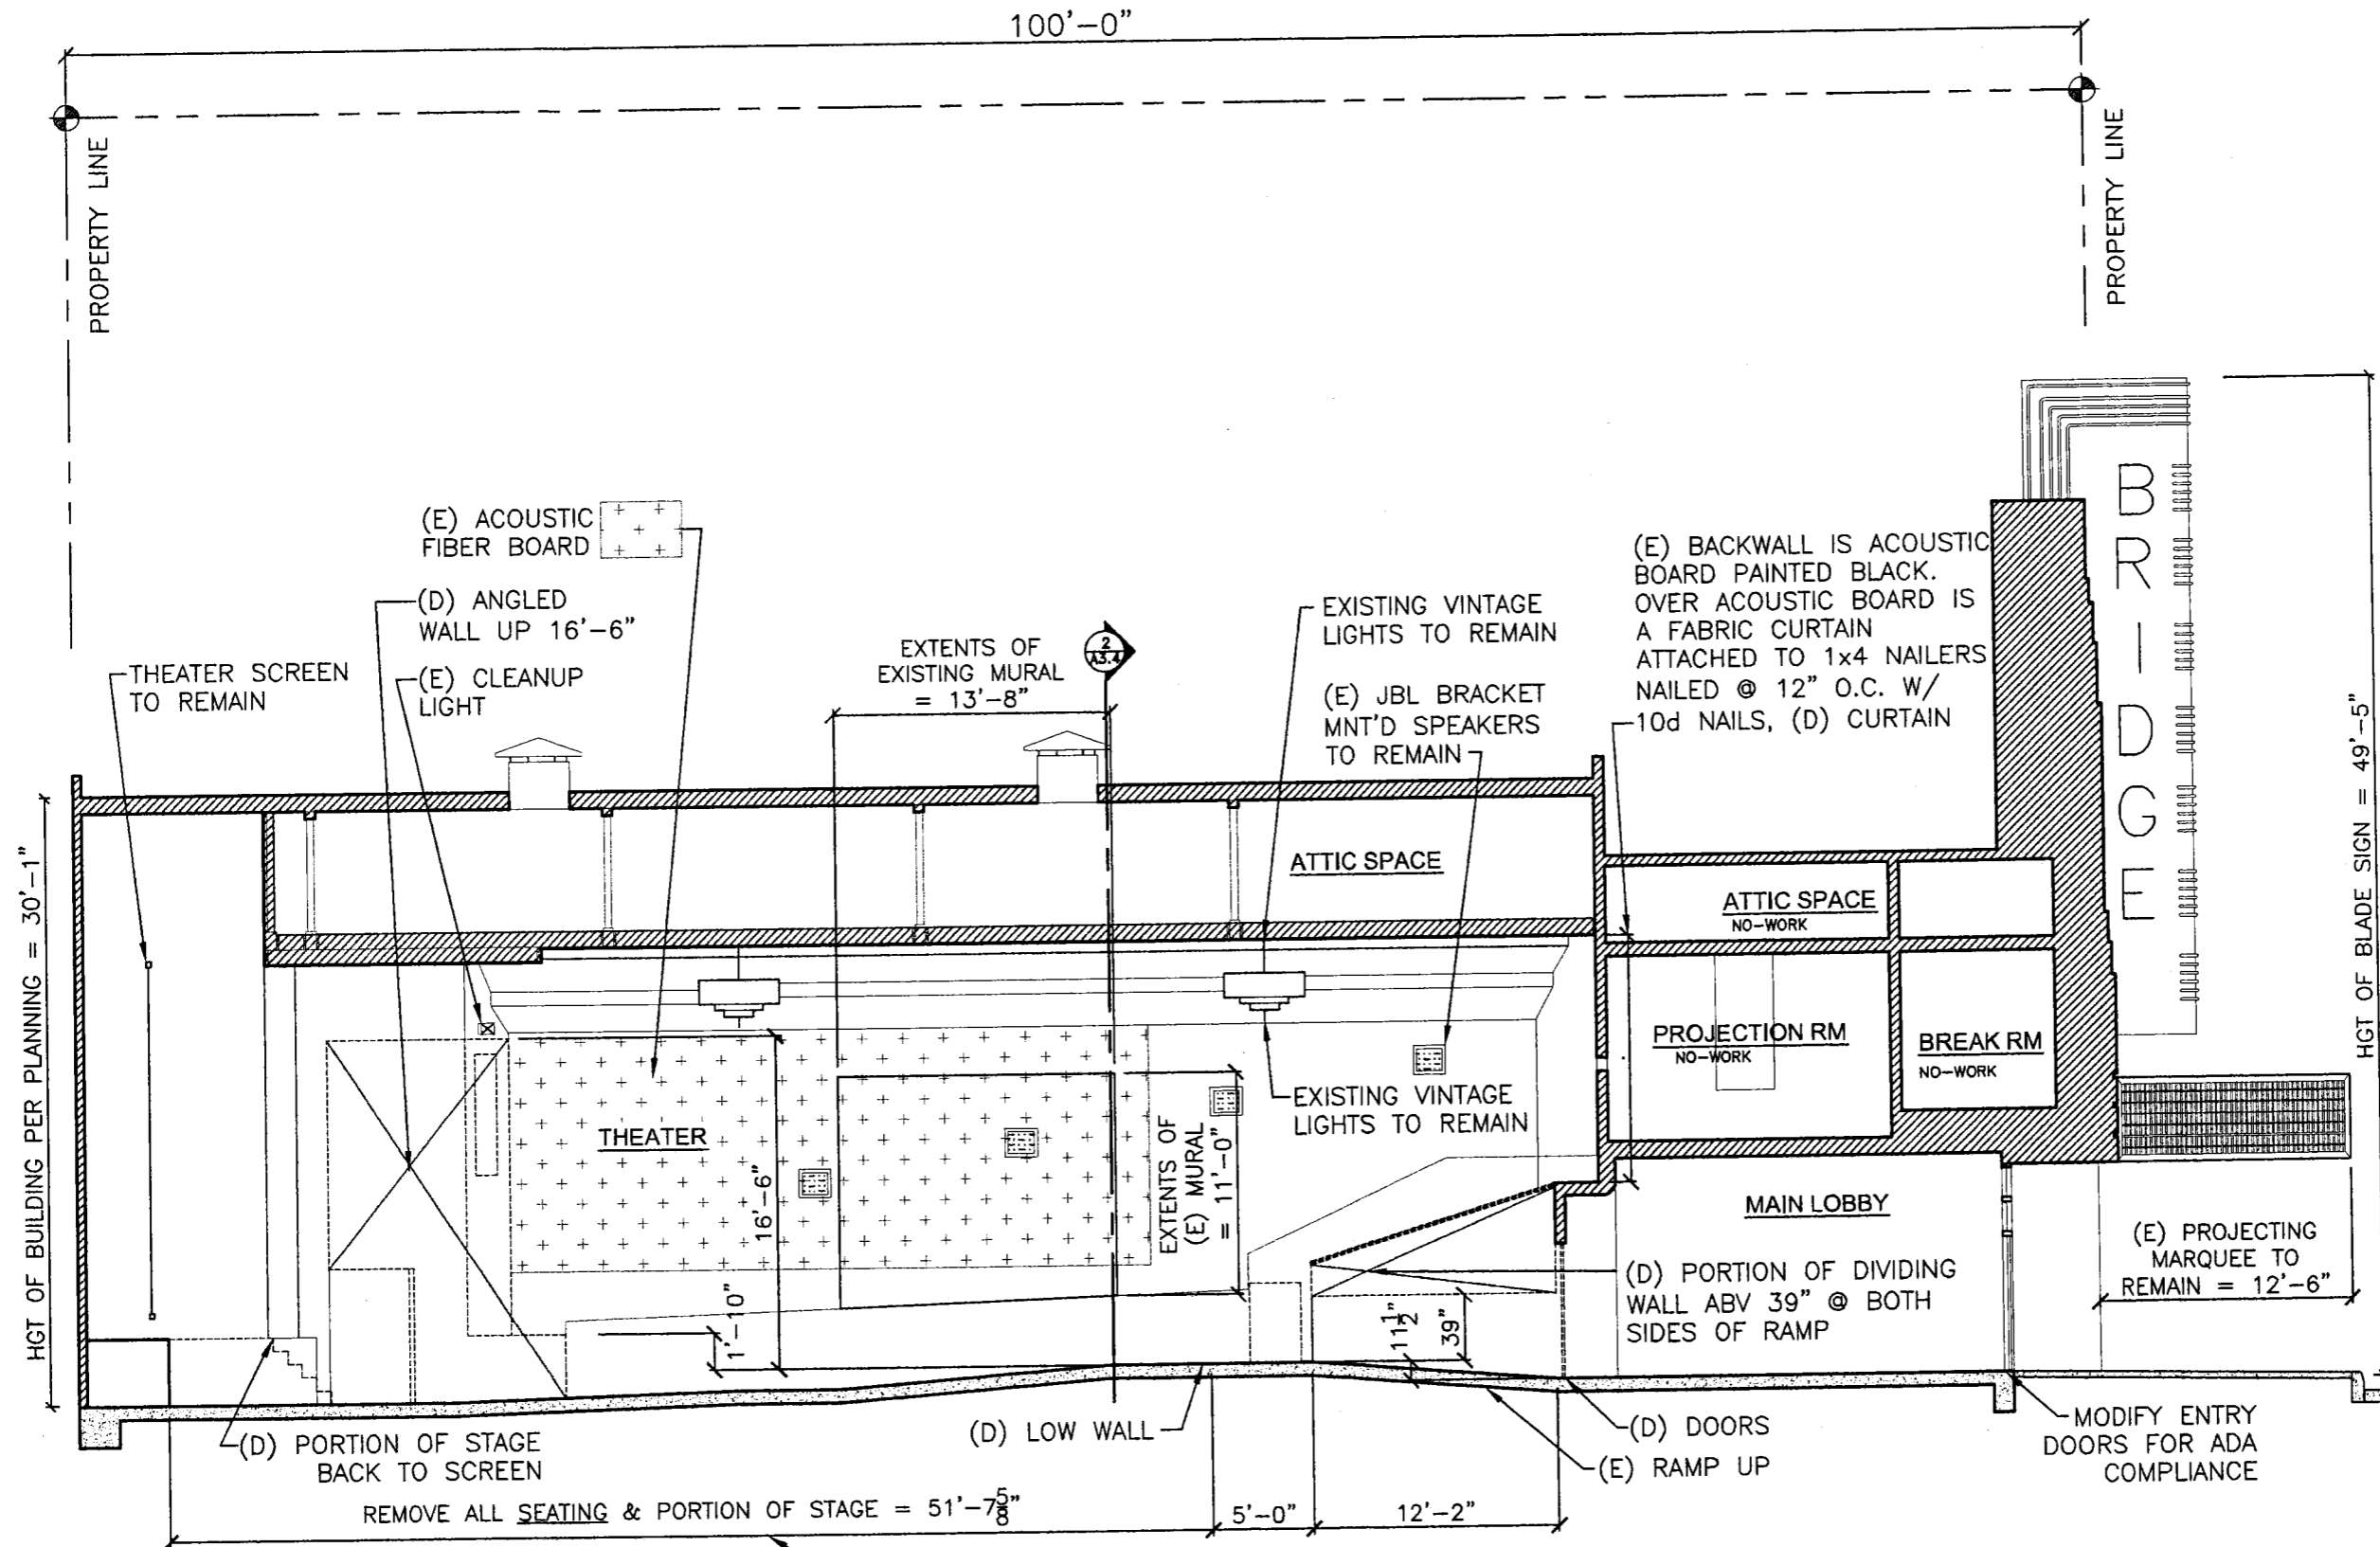 100'-0"
PROPERTY LINE
PROPERTY LINE
(E) ACOUSTIC
FIBER BOARD
(D) ANGLED
WALL UP 16'-6"
(E) CLEANUP
LIGHT
THEATER SCREEN
TO REMAIN
EXTENTS OF
EXISTING MURAL
= 13'-8"
2
A3.4
EXISTING VINTAGE
LIGHTS TO REMAIN
(E) JBL BRACKET
MNT'D SPEAKERS
TO REMAIN
(E) BACKWALL IS ACOUSTIC
BOARD PAINTED BLACK.
OVER ACOUSTIC BOARD IS
A FABRIC CURTAIN
ATTACHED TO 1x4 NAILERS
NAILED @ 12" O.C. W/
10d NAILS, (D) CURTAIN
BRIDGE
HGT OF BLADE SIGN = 49'-5"
HGT OF BUILDING PER PLANNING = 30'-1"
ATTIC SPACE
ATTIC SPACE
NO-WORK
PROJECTION RM
NO-WORK
BREAK RM
NO-WORK
THEATER
16'-6"
EXTENTS OF
(E) MURAL
= 11'-0"
EXISTING VINTAGE
LIGHTS TO REMAIN
MAIN LOBBY
(E) PROJECTING
MARQUEE TO
REMAIN = 12'-6"
(D) PORTION OF DIVIDING
WALL ABV 39" @ BOTH
SIDES OF RAMP
1'-10"
11 1/2"
39"
(D) PORTION OF STAGE
BACK TO SCREEN
(D) LOW WALL
(D) DOORS
(E) RAMP UP
MODIFY ENTRY
DOORS FOR ADA
COMPLIANCE
REMOVE ALL SEATING & PORTION OF STAGE = 51'-7 5/8"
5'-0"
12'-2"